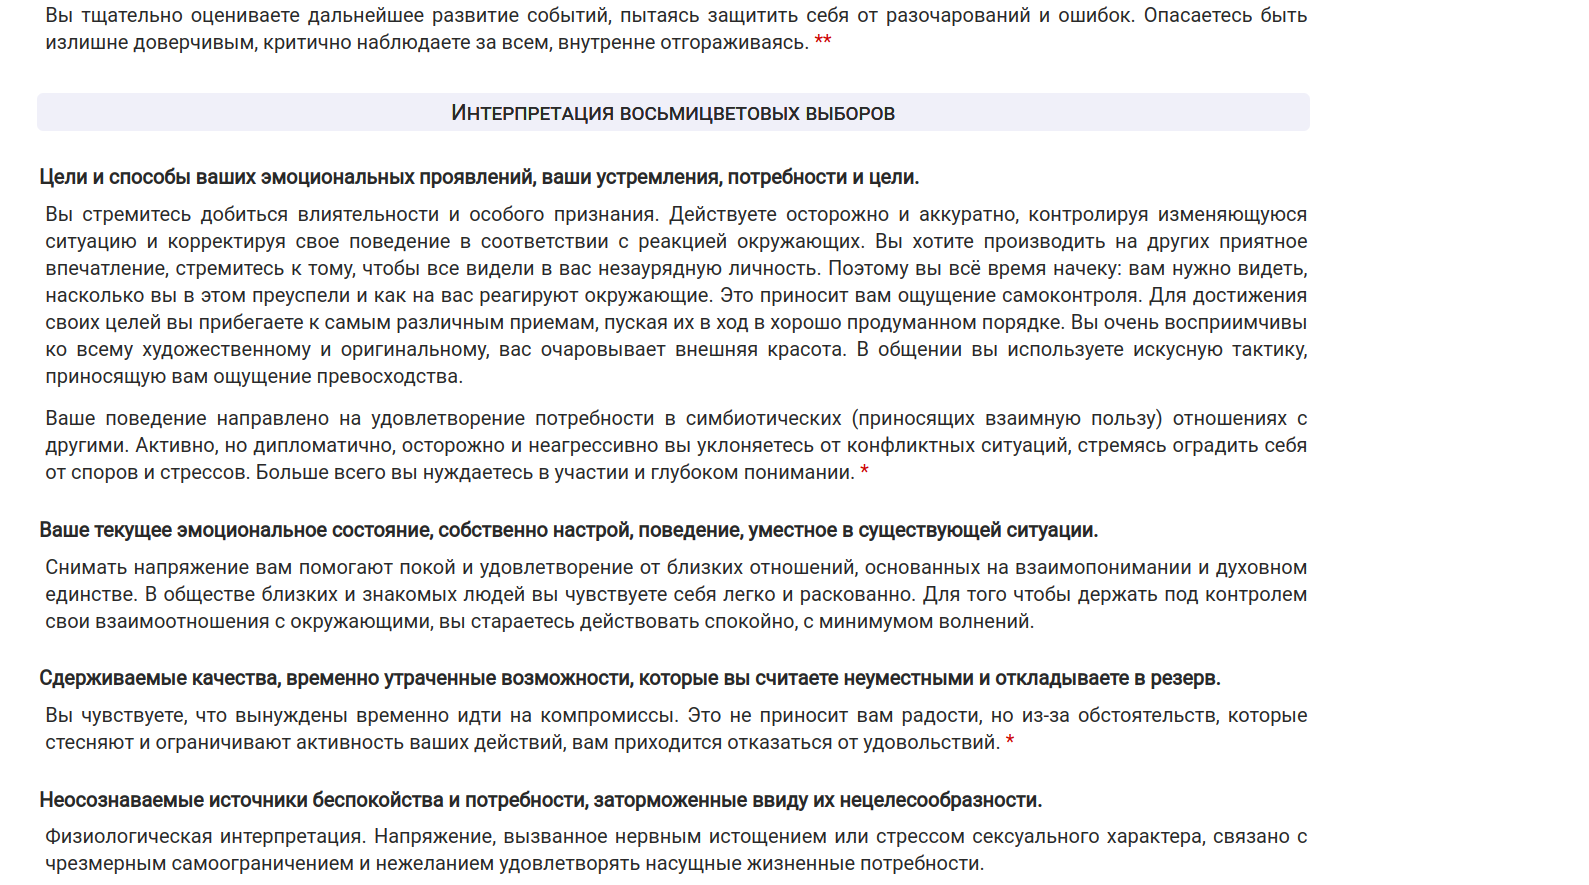 Вы тщательно оцениваете дальнейшее развитие событий, пытаясь защитить себя от разочарований и ошибок. Опасаетесь быть
излишне доверчивым, критично наблюдаете за всем, внутренне отгораживаясь. **
Интерпретация восьмицветовых выборов
Цели и способы ваших эмоциональных проявлений, ваши устремления, потребности и цели.
Вы стремитесь добиться влиятельности и особого признания. Действуете осторожно и аккуратно, контролируя изменяющуюся
ситуацию и корректируя свое поведение в соответствии с реакцией окружающих. Вы хотите производить на других приятное
впечатление, стремитесь к тому, чтобы все видели в вас незаурядную личность. Поэтому вы всё время начеку: вам нужно видеть,
насколько вы в этом преуспели и как на вас реагируют окружающие. Это приносит вам ощущение самоконтроля. Для достижения
своих целей вы прибегаете к самым различным приемам, пуская их в ход в хорошо продуманном порядке. Вы очень восприимчивы
ко всему художественному и оригинальному, вас очаровывает внешняя красота. В общении вы используете искусную тактику,
приносящую вам ощущение превосходства.
Ваше поведение направлено на удовлетворение потребности в симбиотических (приносящих взаимную пользу) отношениях с
другими. Активно, но дипломатично, осторожно и неагрессивно вы уклоняетесь от конфликтных ситуаций, стремясь оградить себя
от споров и стрессов. Больше всего вы нуждаетесь в участии и глубоком понимании. *
Ваше текущее эмоциональное состояние, собственно настрой, поведение, уместное в существующей ситуации.
Снимать напряжение вам помогают покой и удовлетворение от близких отношений, основанных на взаимопонимании и духовном
единстве. В обществе близких и знакомых людей вы чувствуете себя легко и раскованно. Для того чтобы держать под контролем
свои взаимоотношения с окружающими, вы стараетесь действовать спокойно, с минимумом волнений.
Сдерживаемые качества, временно утраченные возможности, которые вы считаете неуместными и откладываете в резерв.
Вы чувствуете, что вынуждены временно идти на компромиссы. Это не приносит вам радости, но из-за обстоятельств, которые
стесняют и ограничивают активность ваших действий, вам приходится отказаться от удовольствий. *
Неосознаваемые источники беспокойства и потребности, заторможенные ввиду их нецелесообразности.
Физиологическая интерпретация. Напряжение, вызванное нервным истощением или стрессом сексуального характера, связано с
чрезмерным самоограничением и нежеланием удовлетворять насущные жизненные потребности.